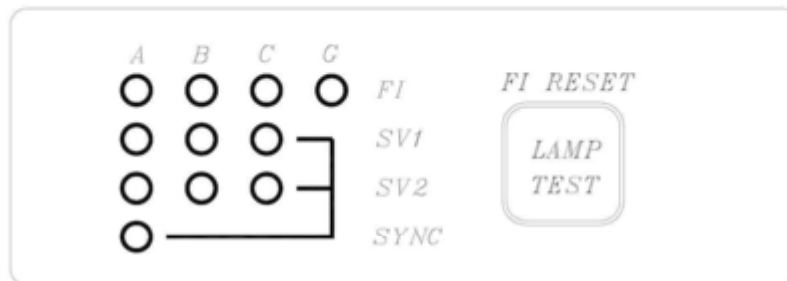 A B C G
FI
SV1
SV2
SYNC
FI RESET
LAMP
TEST